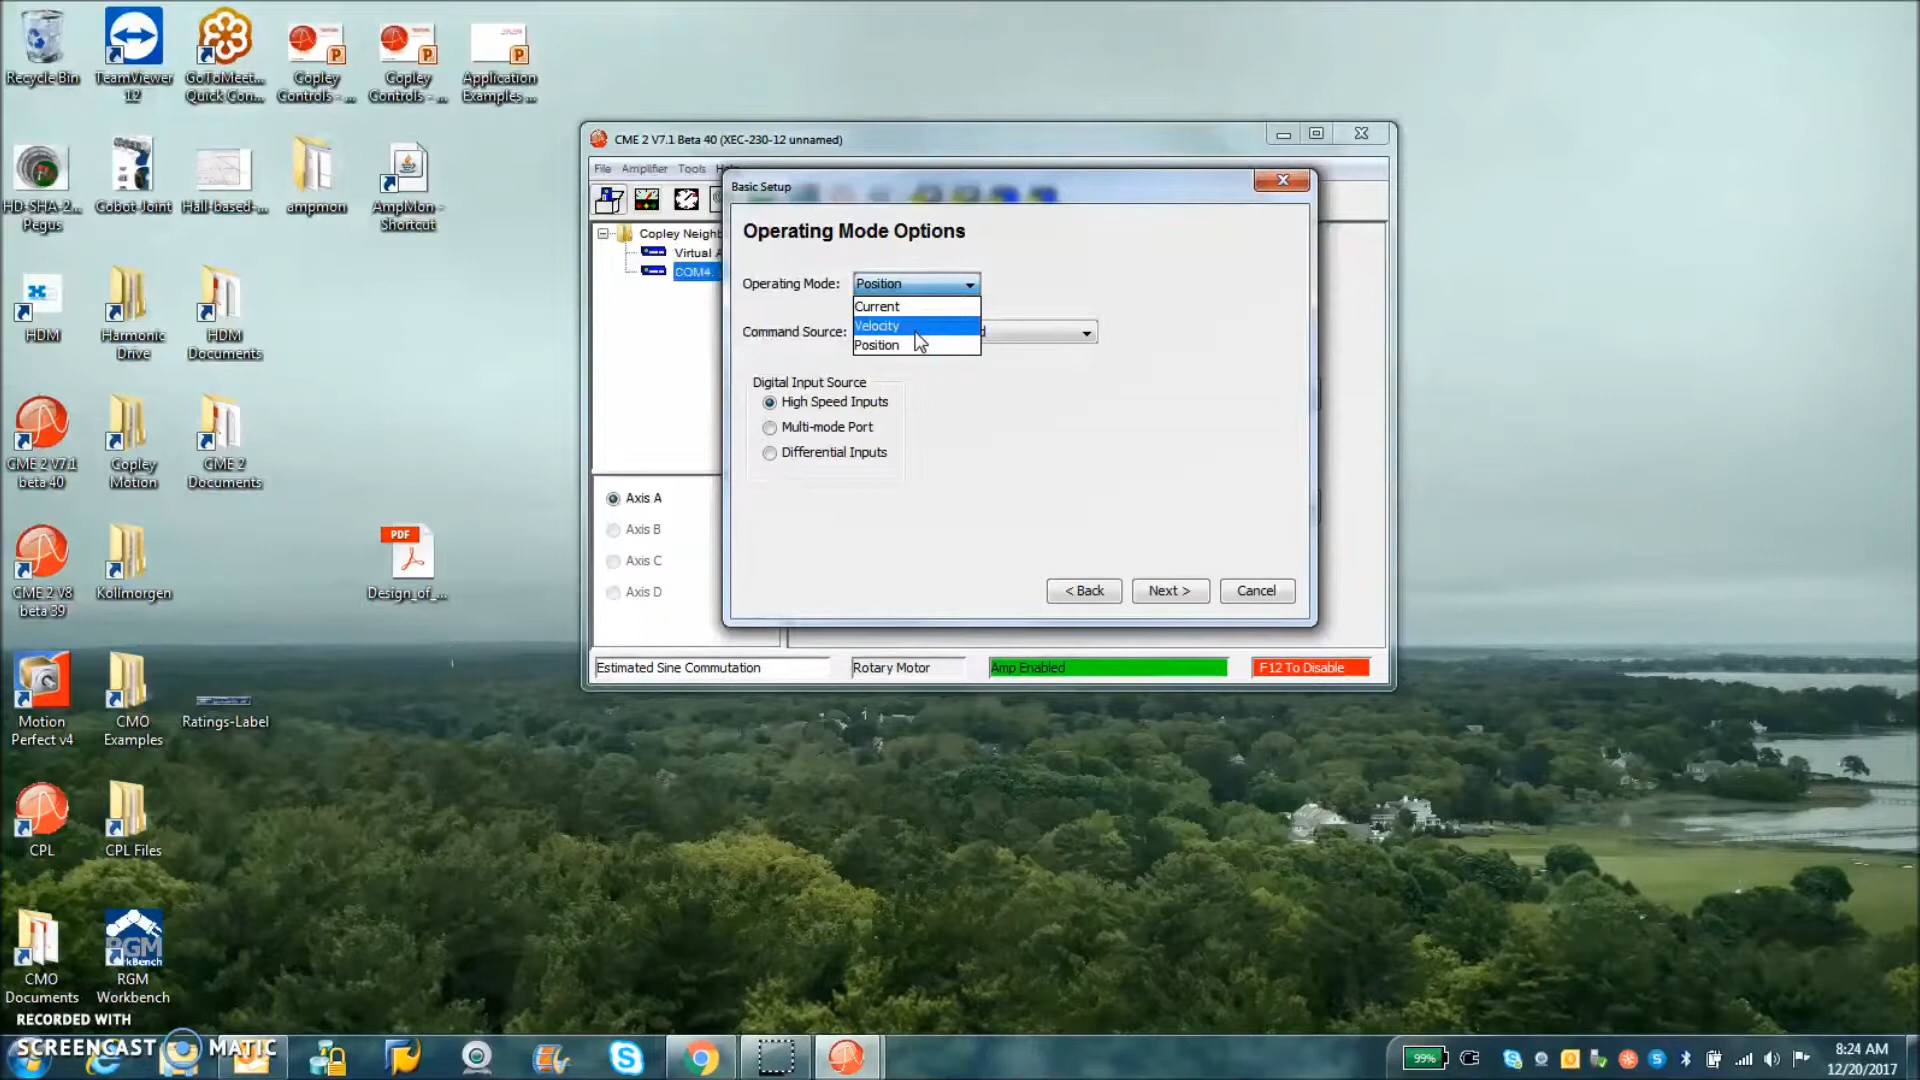 Recycle Bin
TeamViewer 12
GoToMeet... Quick Con...
Copley Controls - ...
Copley Controls - ...
Application Examples ...
HD-SHA-2... Pegus
Cobot-Joint
Hall-based-...
ampmon
AmpMon - Shortcut
HDM
Harmonic Drive
HDM Documents
CME 2 V7.1 beta 40
Copley Motion
CME 2 Documents
CME 2 V8 beta 39
Kollmorgen
PDF
Design_of_...
Motion Perfect v4
CMO Examples
Ratings-Label
CPL
CPL Files
CMO Documents
RGM WorkBench
RGM Workbench
CME 2 V7.1 Beta 40 (XEC-230-12 unnamed)
File Amplifier Tools Help
Copley Neighb
Virtual A
COM4
Axis A
Axis B
Axis C
Axis D
Basic Setup
Operating Mode Options
Operating Mode: Position
Current
Velocity
Position
Command Source:
Digital Input Source
High Speed Inputs
Multi-mode Port
Differential Inputs
< Back Next > Cancel
Estimated Sine Commutation Rotary Motor Amp Enabled F12 To Disable
RECORDED WITH
SCREENCAST MATIC
99%
8:24 AM
12/20/2017